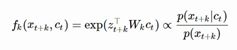 f_k(x_{t+k}, c_t) = exp(z_{t+k}^⊤ W_k c_t) ∝ p(x_{t+k}|c_t) / p(x_{t+k})